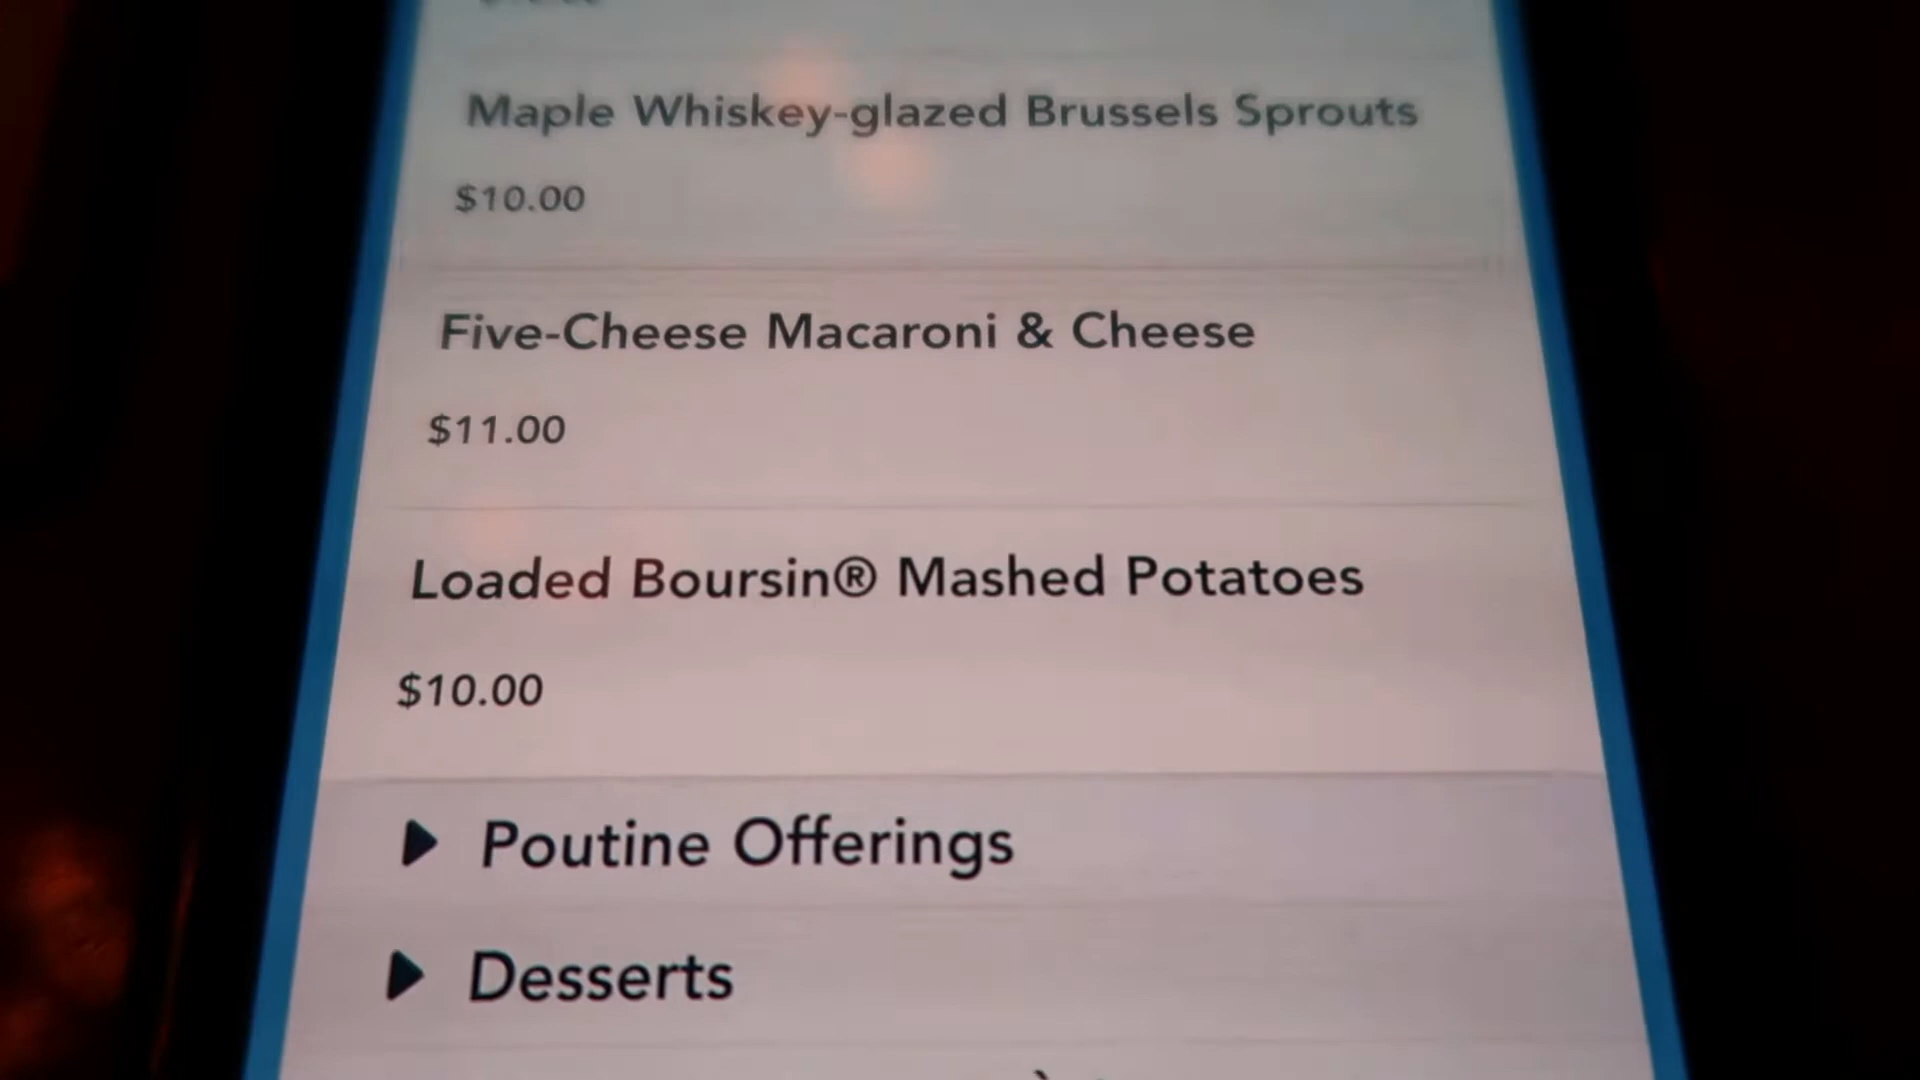 Maple Whiskey-glazed Brussels Sprouts
$10.00
Five-Cheese Macaroni & Cheese
$11.00
Loaded Boursin® Mashed Potatoes
$10.00
Poutine Offerings
Desserts